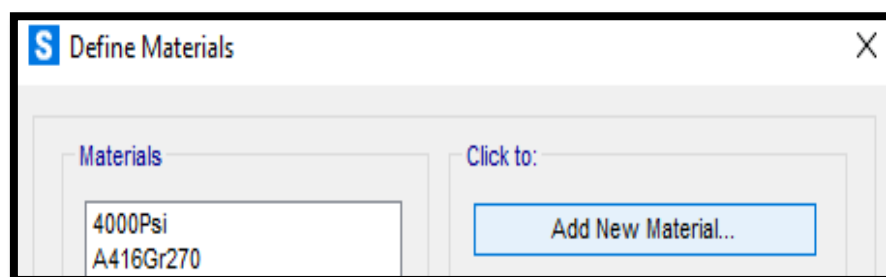 S Define Materials
Materials
Click to:
4000Psi
A416Gr270
Add New Material...